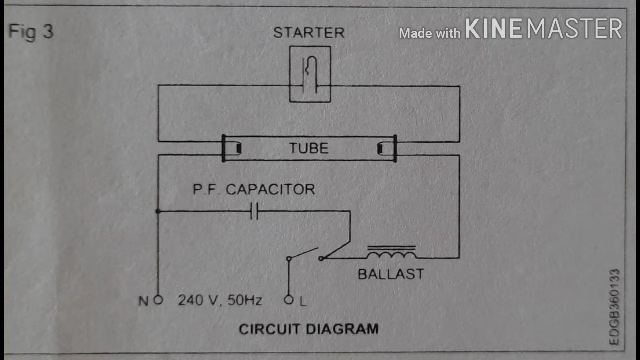 Fig 3
STARTER
Made with KINEMASTER
TUBE
P.F. CAPACITOR
BALLAST
N 240 V, 50Hz L
CIRCUIT DIAGRAM
EDGB360133